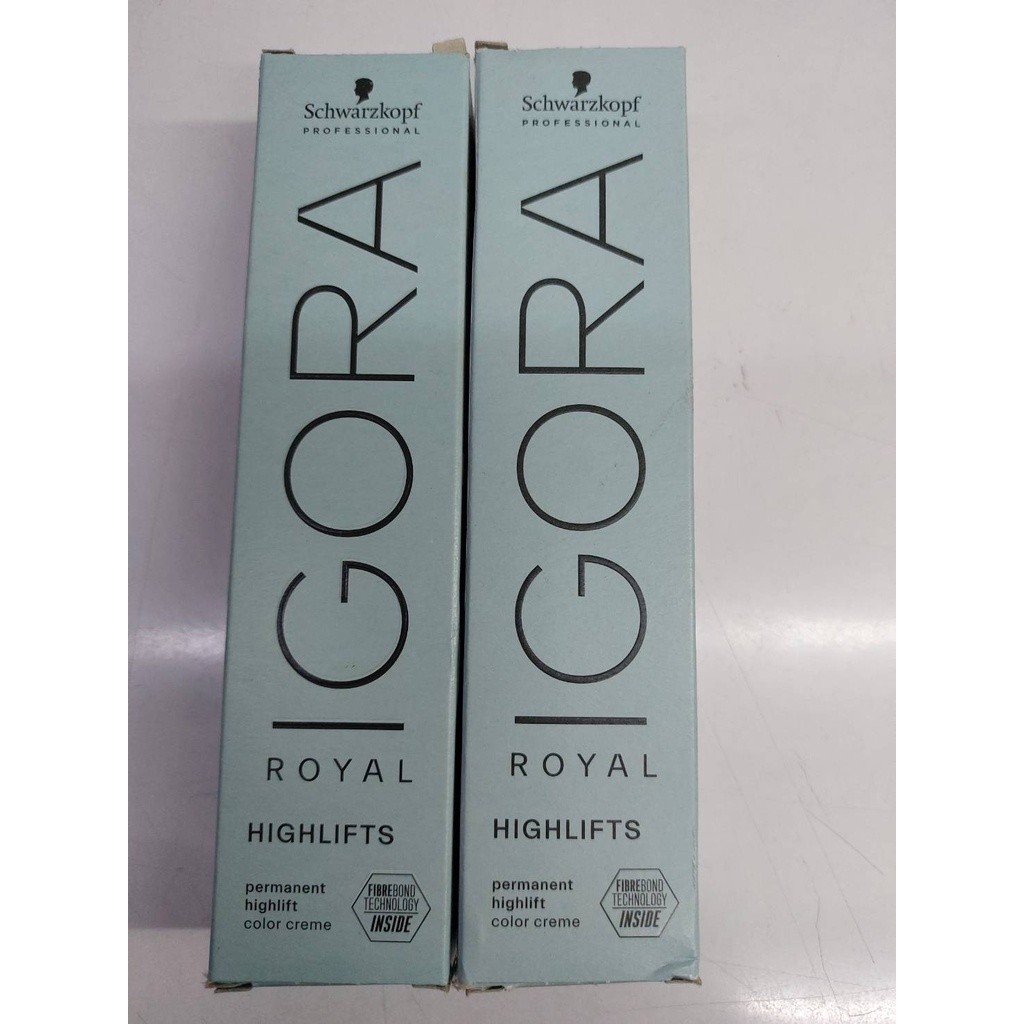 Schwarzkopf
PROFESSIONAL
IGORA
ROYAL
HIGHLIFTS
permanent
highlift
color creme
FIBREBOND
TECHNOLOGY
INSIDE
Schwarzkopf
PROFESSIONAL
IGORA
ROYAL
HIGHLIFTS
permanent
highlift
color creme
FIBREBOND
TECHNOLOGY
INSIDE